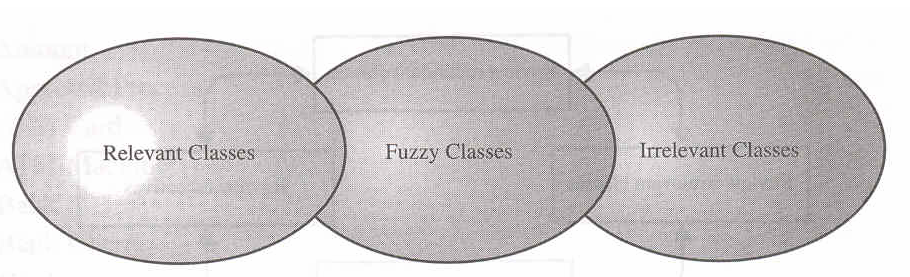 Relevant Classes
Fuzzy Classes
Irrelevant Classes